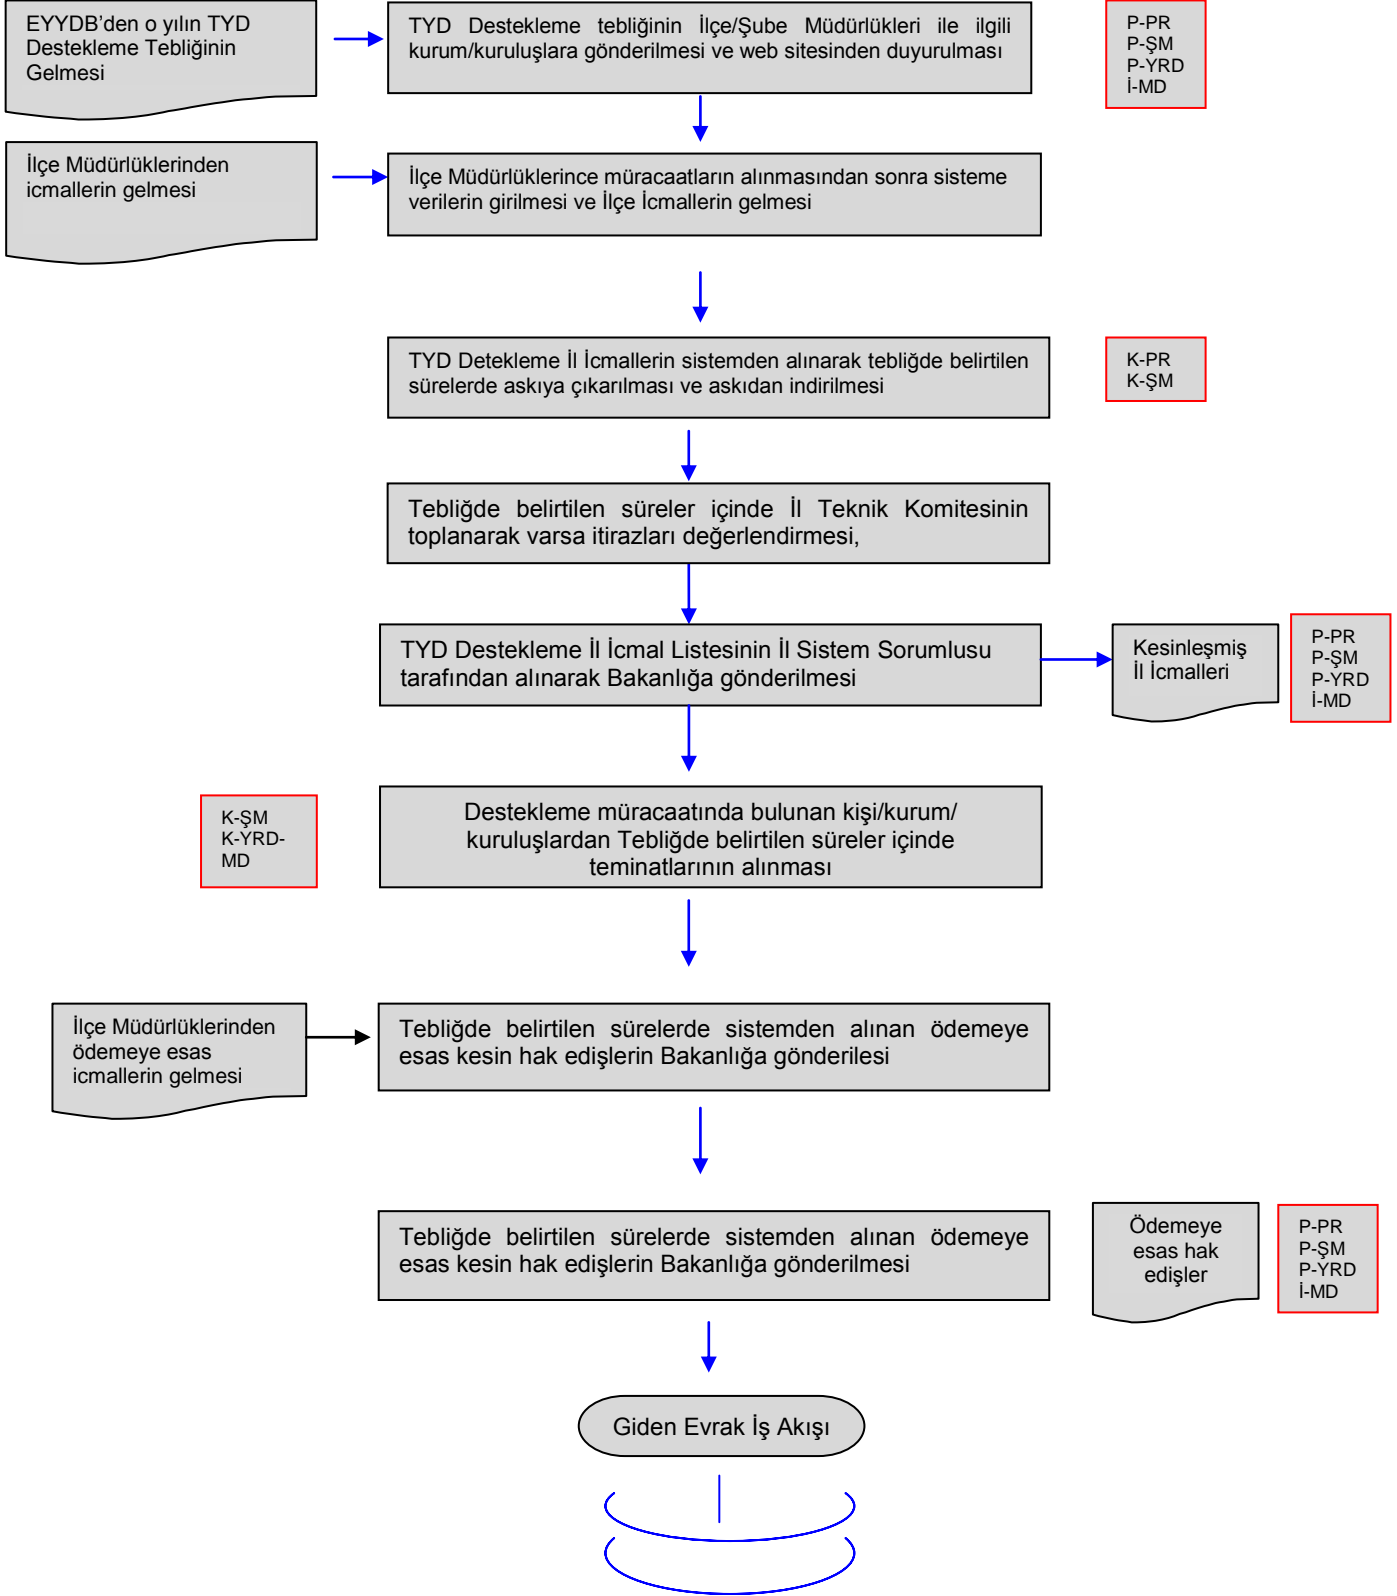 EYYDB’den o yılın TYD
Destekleme Tebliğinin
Gelmesi
TYD Destekleme tebliğinin İlçe/Şube Müdürlükleri ile ilgili
kurum/kuruluşlara gönderilmesi ve web sitesinden duyurulması
P-PR
P-ŞM
P-YRD
İ-MD
İlçe Müdürlüklerinden
icmallerin gelmesi
İlçe Müdürlüklerince müracaatların alınmasından sonra sisteme
verilerin girilmesi ve İlçe İcmallerin gelmesi
TYD Detekleme İl İcmallerin sistemden alınarak tebliğde belirtilen
sürelerde askıya çıkarılması ve askıdan indirilmesi
K-PR
K-ŞM
Tebliğde belirtilen süreler içinde İl Teknik Komitesinin
toplanarak varsa itirazları değerlendirmesi,
TYD Destekleme İl İcmal Listesinin İl Sistem Sorumlusu
tarafından alınarak Bakanlığa gönderilmesi
Kesinleşmiş
İl İcmalleri
P-PR
P-ŞM
P-YRD
İ-MD
K-ŞM
K-YRD-
MD
Destekleme müracaatında bulunan kişi/kurum/
kuruluşlardan Tebliğde belirtilen süreler içinde
teminatlarının alınması
İlçe Müdürlüklerinden
ödemeye esas
icmallerin gelmesi
Tebliğde belirtilen sürelerde sistemden alınan ödemeye
esas kesin hak edişlerin Bakanlığa gönderilesi
Tebliğde belirtilen sürelerde sistemden alınan ödemeye
esas kesin hak edişlerin Bakanlığa gönderilmesi
Ödemeye
esas hak
edişler
P-PR
P-ŞM
P-YRD
İ-MD
Giden Evrak İş Akışı